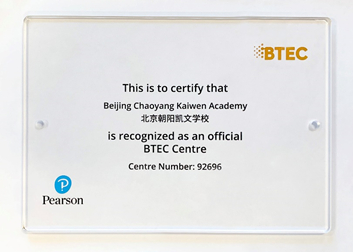 BTEC
This is to certify that
Beijing Chaoyang Kaiwen Academy
北京朝阳凯文学校
is recognized as an official
BTEC Centre
Centre Number: 92696
Pearson